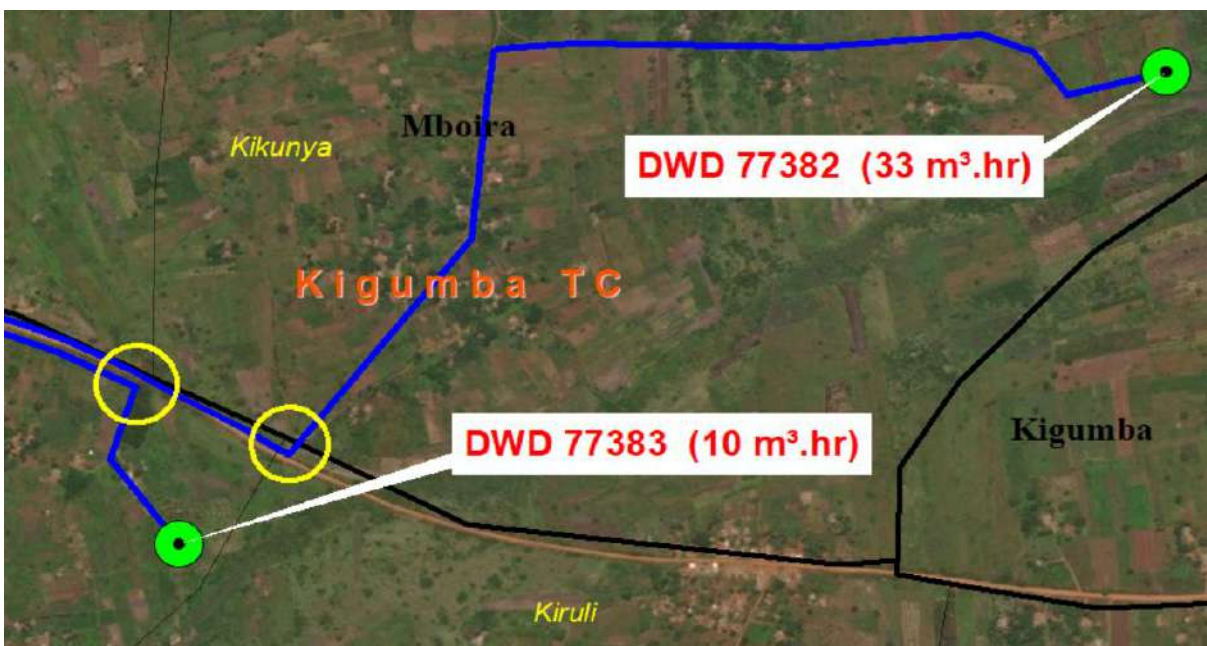 Mboira
Kikunya
DWD 77382 (33 m³.hr)
Kigumba TC
DWD 77383 (10 m³.hr)
Kigumba
Kiruli